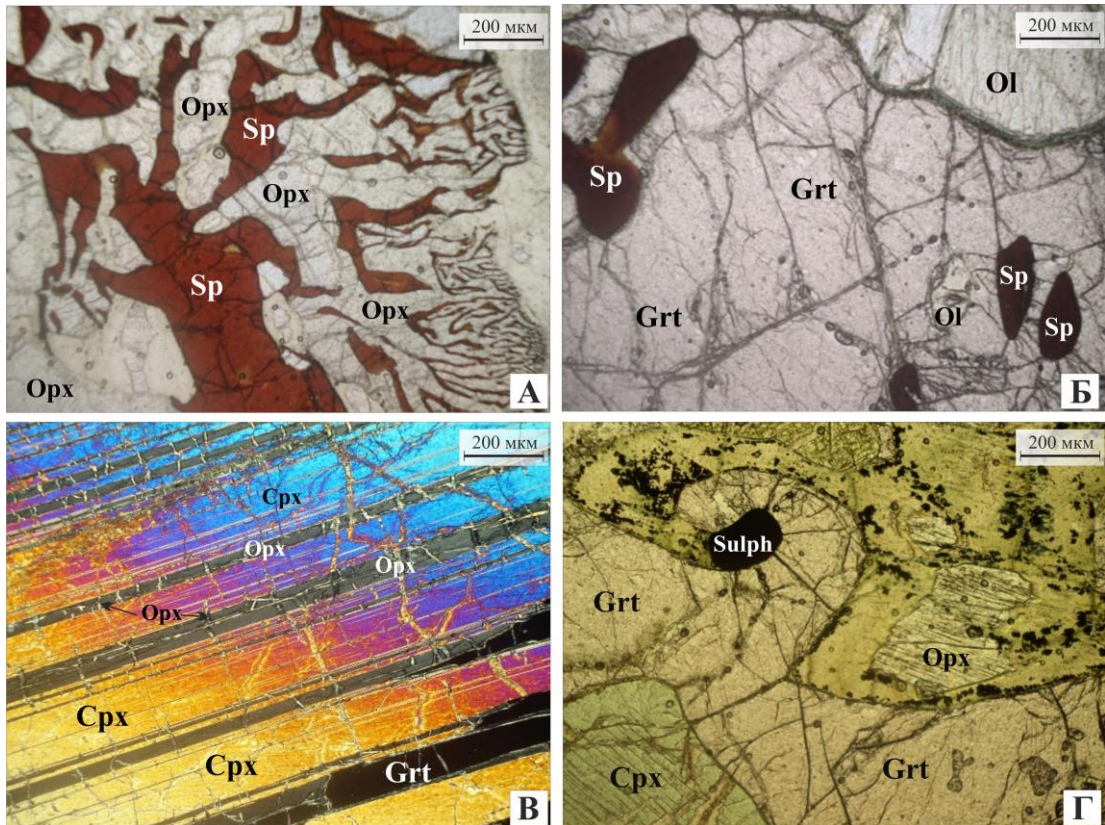 200 мкм
Opx
Sp
Opx
Sp
Opx
Opx
А
200 мкм
Ol
Sp
Grt
Sp
Grt
Ol
Sp
Б
200 мкм
Cpx
Opx
Opx
Opx
Cpx
Cpx
Grt
В
200 мкм
Sulph
Grt
Opx
Cpx
Grt
Г